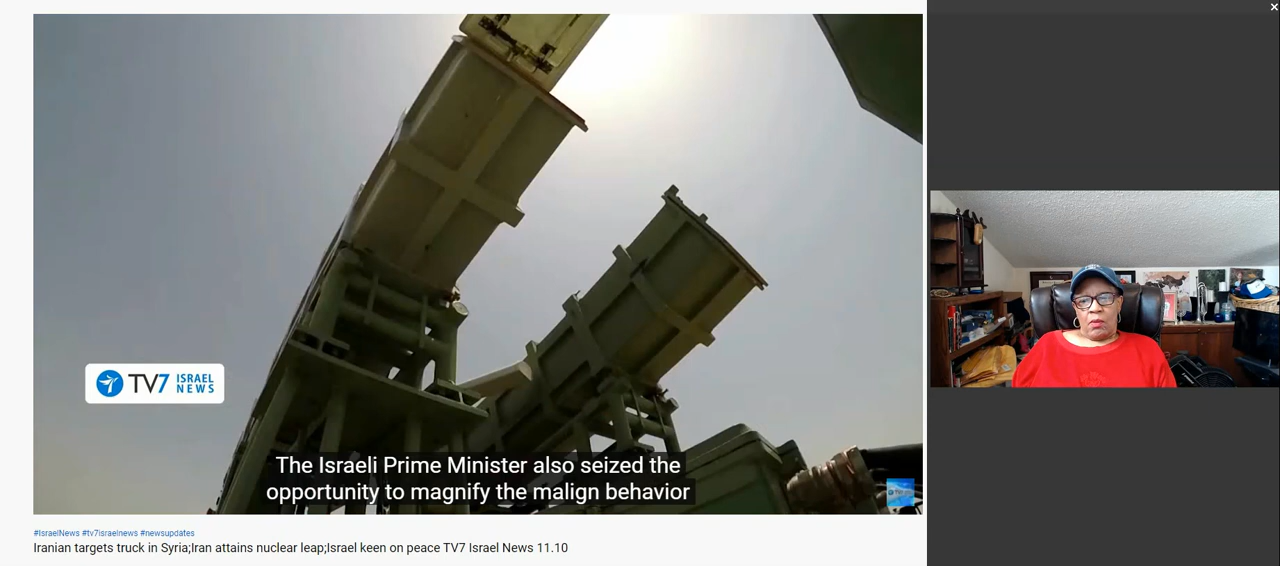 TV7 ISRAEL
NEWS
The Israeli Prime Minister also seized the
opportunity to magnify the malign behavior
#IsraelNews #tv7israelnews #newsupdates
Iranian targets truck in Syria;Iran attains nuclear leap;Israel keen on peace TV7 Israel News 11.10